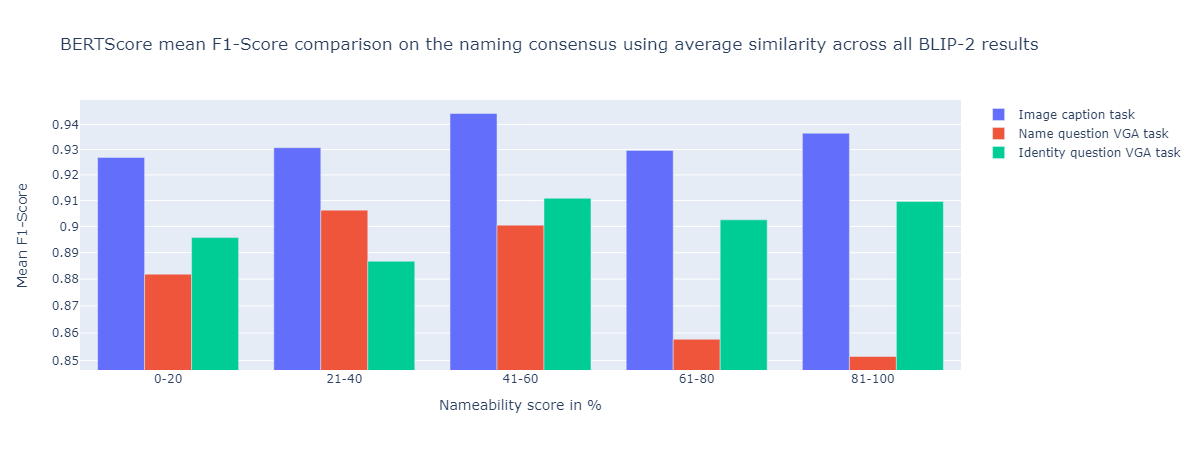 BERTScore mean F1-Score comparison on the naming consensus using average similarity across all BLIP-2 results
Image caption task
Name question VGA task
Identity question VGA task
0.94
0.93
0.92
0.91
0.9
0.89
0.88
0.87
0.86
0.85
Mean F1-Score
0-20 21-40 41-60 61-80 81-100
Nameability score in %